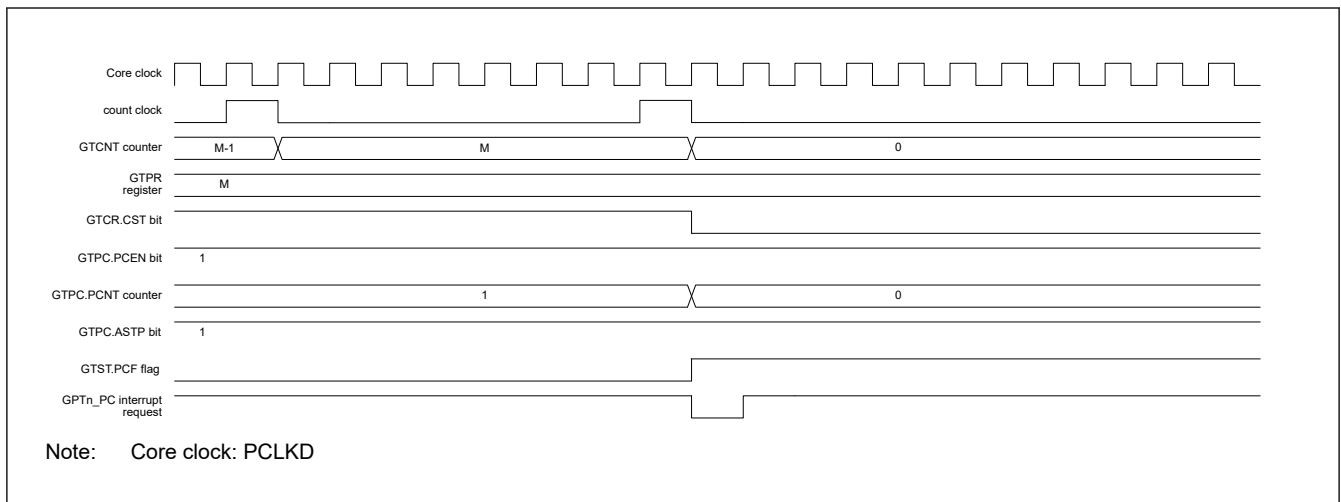 Core clock
count clock
GTCNT counter M-1 M 0
GTPR
register M
GTCR.CST bit
GTPC.PCEN bit 1
GTPC.PCNT counter 1 0
GTPC.ASTP bit 1
GTST.PCF flag
GPTn_PC interrupt
request
Note: Core clock: PCLKD